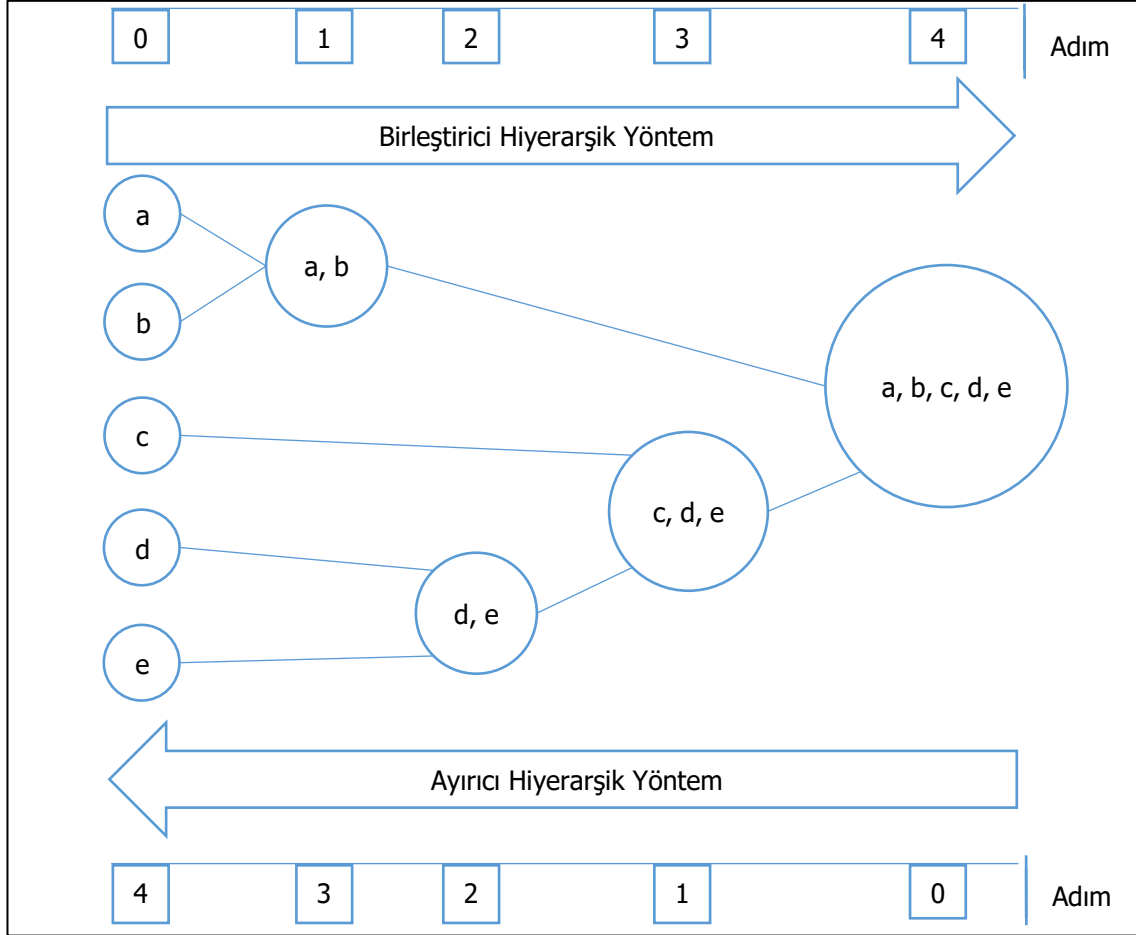 0 1 2 3 4 Adım
Birleştirici Hiyerarşik Yöntem
a
a, b
b
a, b, c, d, e
c
c, d, e
d
d, e
e
Ayırıcı Hiyerarşik Yöntem
4 3 2 1 0 Adım